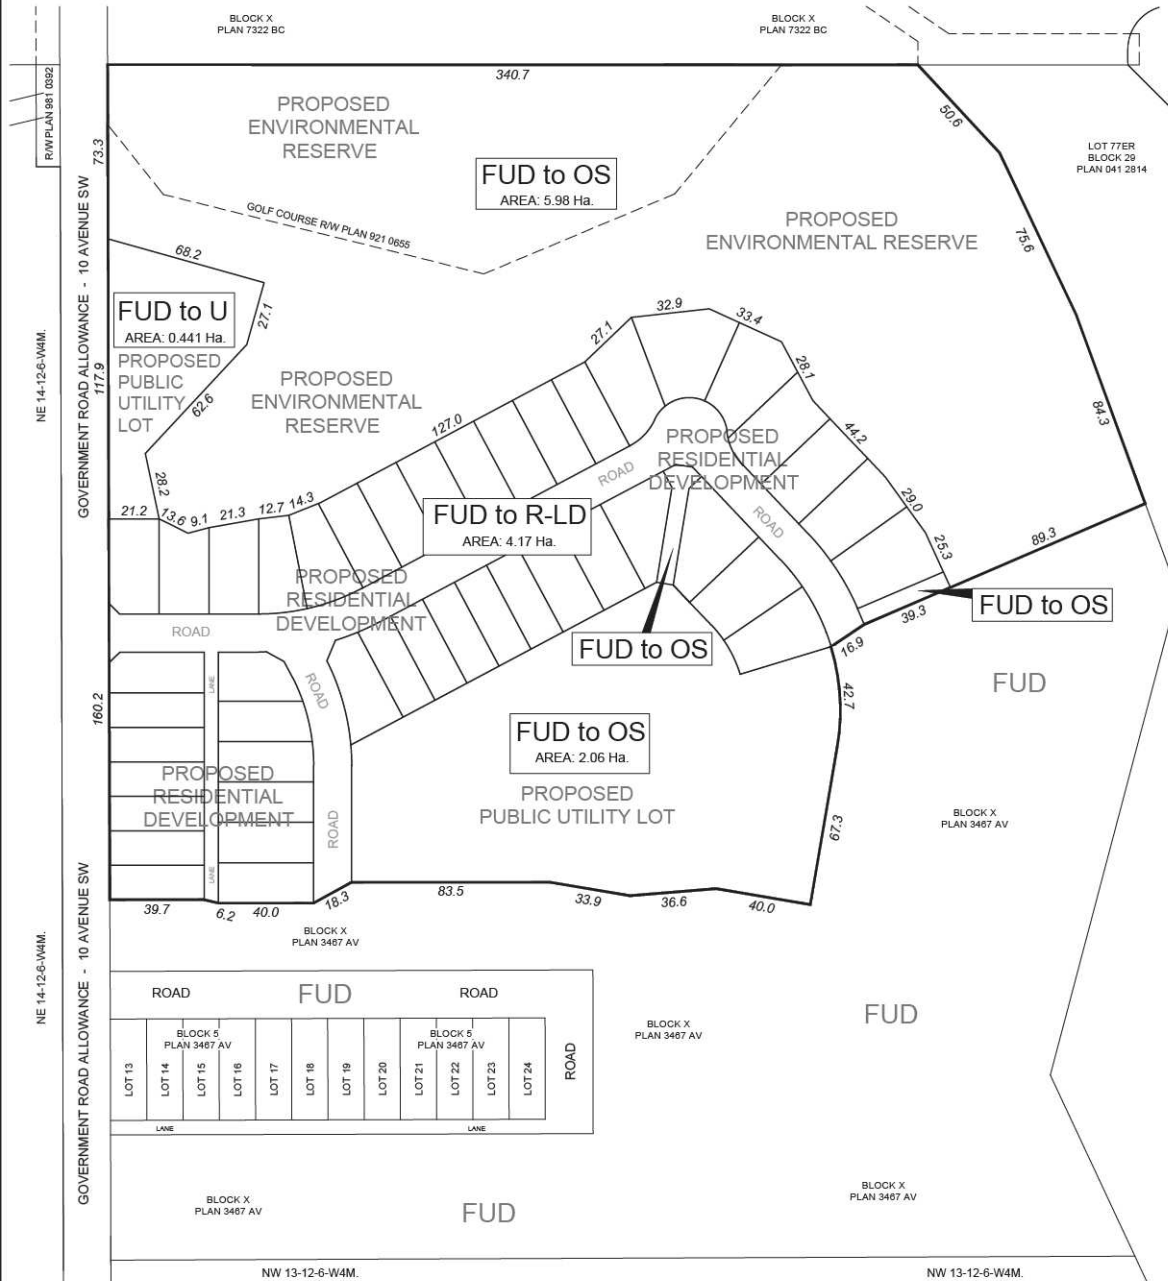 BLOCK X
PLAN 7322 BC
BLOCK X
PLAN 7322 BC
R/W PLAN 981 0392
340.7
50.6
PROPOSED
ENVIRONMENTAL
RESERVE
73.3
LOT 77ER
BLOCK 29
PLAN 041 2814
FUD to OS
AREA: 5.98 Ha.
GOLF COURSE R/W PLAN 921 0655
PROPOSED
ENVIRONMENTAL RESERVE
75.6
68.2
GOVERNMENT ROAD ALLOWANCE - 10 AVENUE SW
NE 14-12-6-W4M.
117.9
FUD to U
AREA: 0.441 Ha.
27.1
PROPOSED
PUBLIC
UTILITY
LOT
62.6
PROPOSED
ENVIRONMENTAL
RESERVE
32.9
33.4
27.1
28.1
127.0
44.2
84.3
PROPOSED
RESIDENTIAL
DEVELOPMENT
ROAD
ROAD
28.2
29.0
21.2
13.6
9.1
21.3
12.7
14.3
FUD to R-LD
AREA: 4.17 Ha.
25.3
89.3
PROPOSED
RESIDENTIAL
DEVELOPMENT
FUD to OS
39.3
ROAD
FUD to OS
16.9
LANE
ROAD
FUD
42.7
160.2
FUD to OS
AREA: 2.06 Ha.
PROPOSED
RESIDENTIAL
DEVELOPMENT
PROPOSED
PUBLIC UTILITY LOT
ROAD
67.3
BLOCK X
PLAN 3467 AV
LANE
39.7
6.2
40.0
18.3
83.5
33.9
36.6
40.0
GOVERNMENT ROAD ALLOWANCE - 10 AVENUE SW
NE 14-12-6-W4M.
BLOCK X
PLAN 3467 AV
ROAD
FUD
ROAD
FUD
BLOCK 5
PLAN 3467 AV
BLOCK 5
PLAN 3467 AV
BLOCK X
PLAN 3467 AV
LOT 13
LOT 14
LOT 15
LOT 16
LOT 17
LOT 18
LOT 19
LOT 20
LOT 21
LOT 22
LOT 23
LOT 24
ROAD
LANE
LANE
BLOCK X
PLAN 3467 AV
FUD
BLOCK X
PLAN 3467 AV
NW 13-12-6-W4M.
NW 13-12-6-W4M.